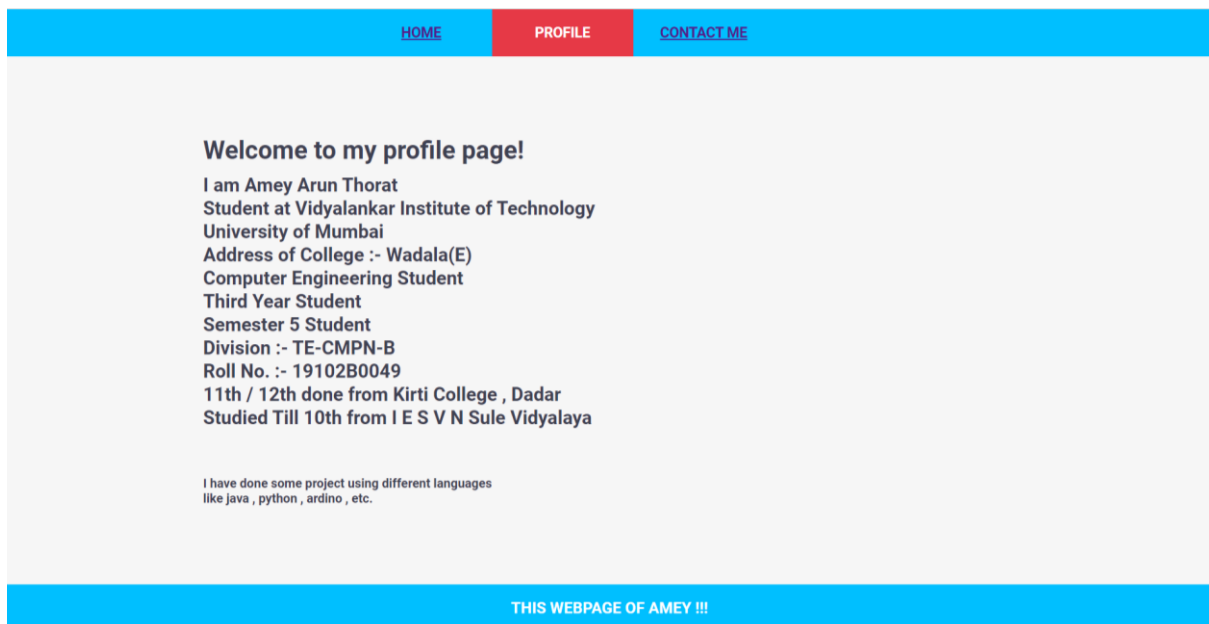 HOME PROFILE CONTACT ME
Welcome to my profile page!
I am Amey Arun Thorat
Student at Vidyalankar Institute of Technology
University of Mumbai
Address of College :- Wadala(E)
Computer Engineering Student
Third Year Student
Semester 5 Student
Division :- TE-CMPN-B
Roll No. :- 19102B0049
11th / 12th done from Kirti College , Dadar
Studied Till 10th from I E S V N Sule Vidyalaya
I have done some project using different languages
like java , python , ardino , etc.
THIS WEBPAGE OF AMEY !!!